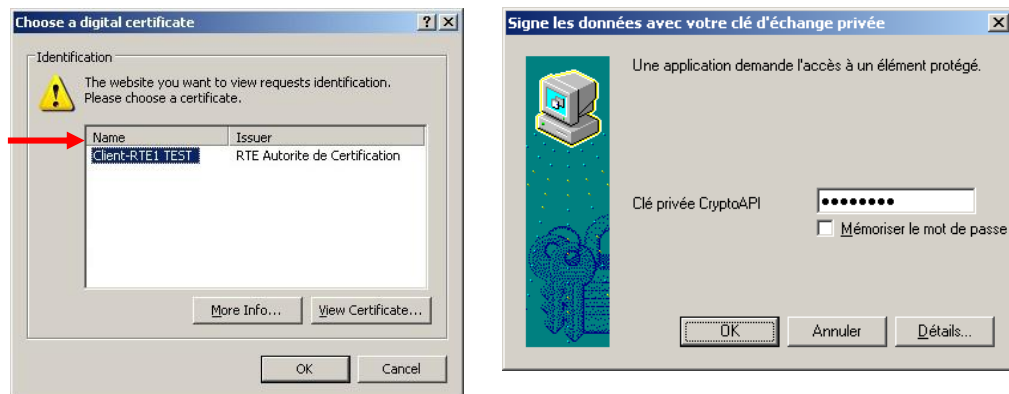 Choose a digital certificate
Identification
The website you want to view requests identification.
Please choose a certificate.
Name Issuer
Client-RTE1 TEST RTE Autorite de Certification
More Info... View Certificate...
OK Cancel
Signe les données avec votre clé d'échange privée
Une application demande l'accès à un élément protégé.
Clé privée CryptoAPI ••••••••
Mémoriser le mot de passe
OK Annuler Détails...